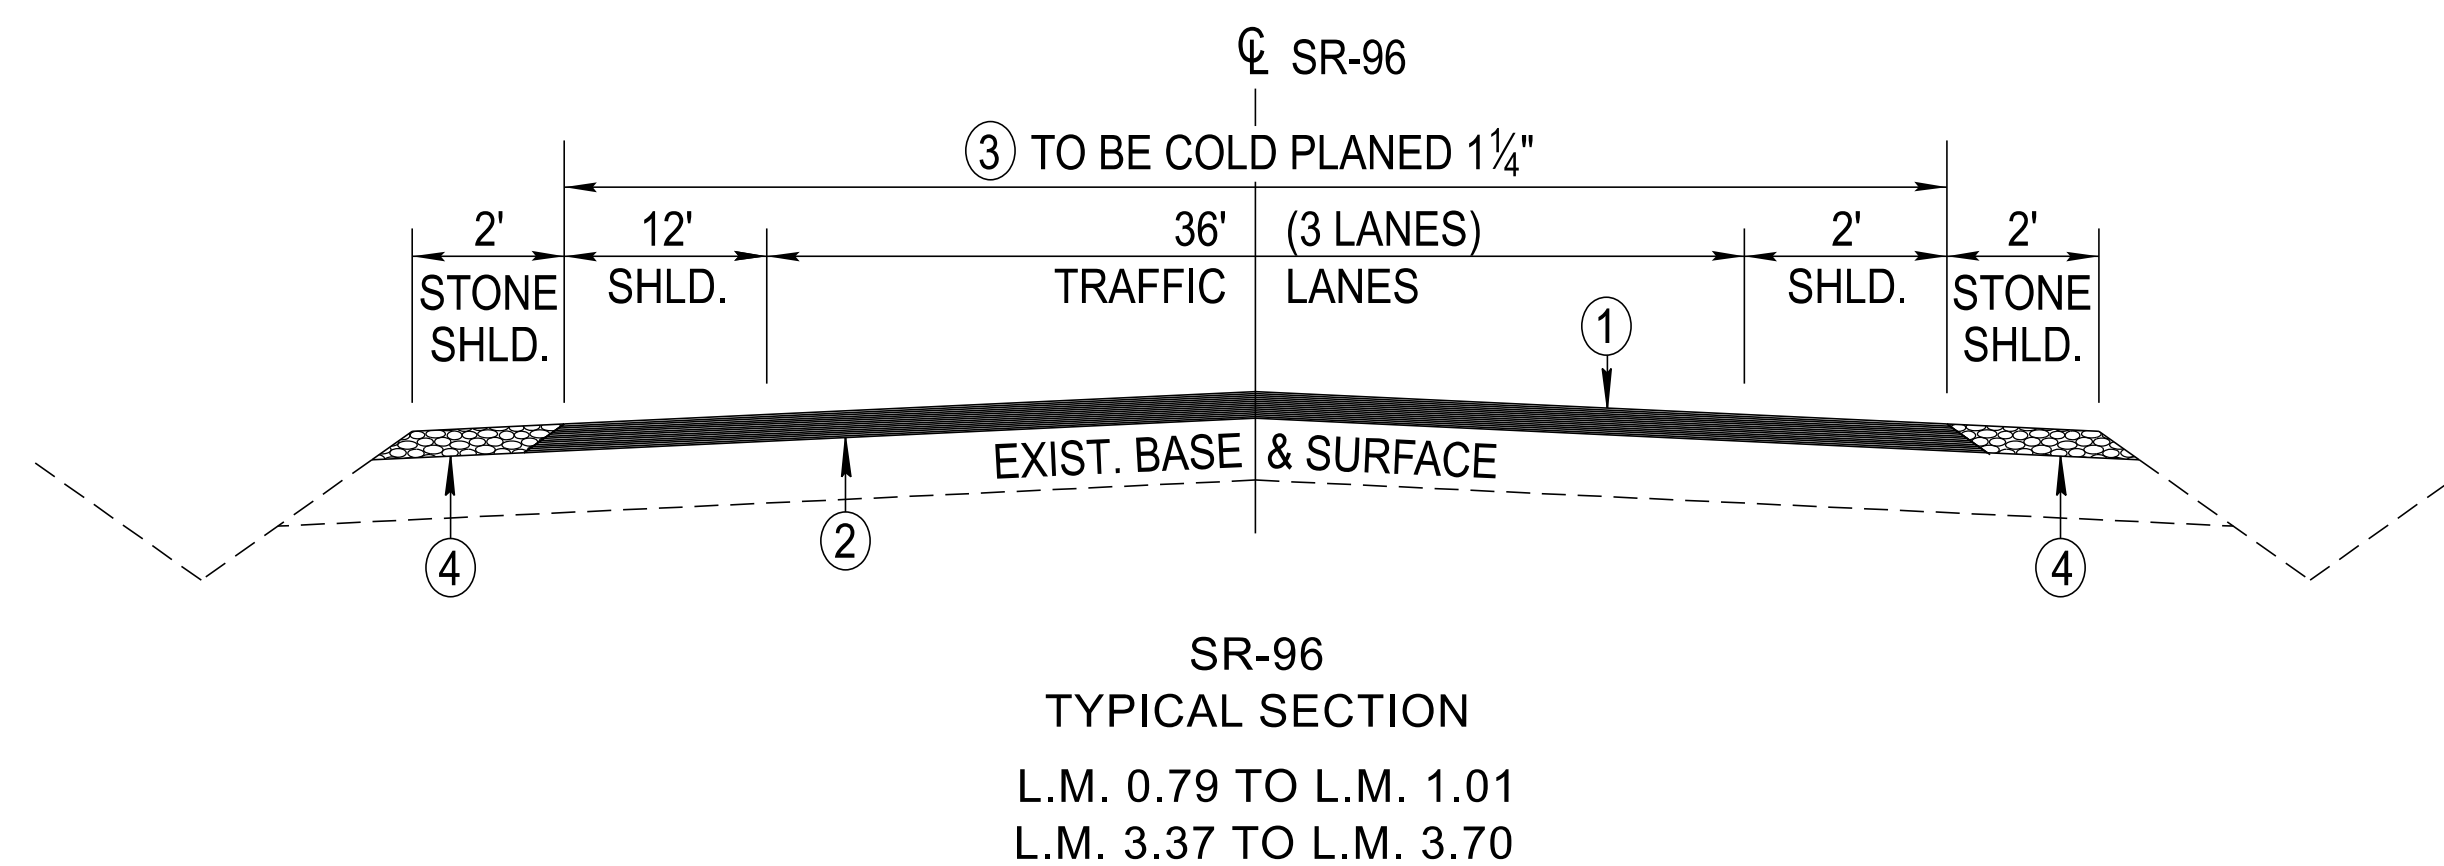 ℄ SR-96
3 TO BE COLD PLANED 1¼"
2' 12' 36' (3 LANES) 2' 2'
STONE SHLD. TRAFFIC LANES SHLD. STONE
SHLD. SHLD.
1
EXIST. BASE & SURFACE
4 2 4
SR-96
TYPICAL SECTION
L.M. 0.79 TO L.M. 1.01
L.M. 3.37 TO L.M. 3.70